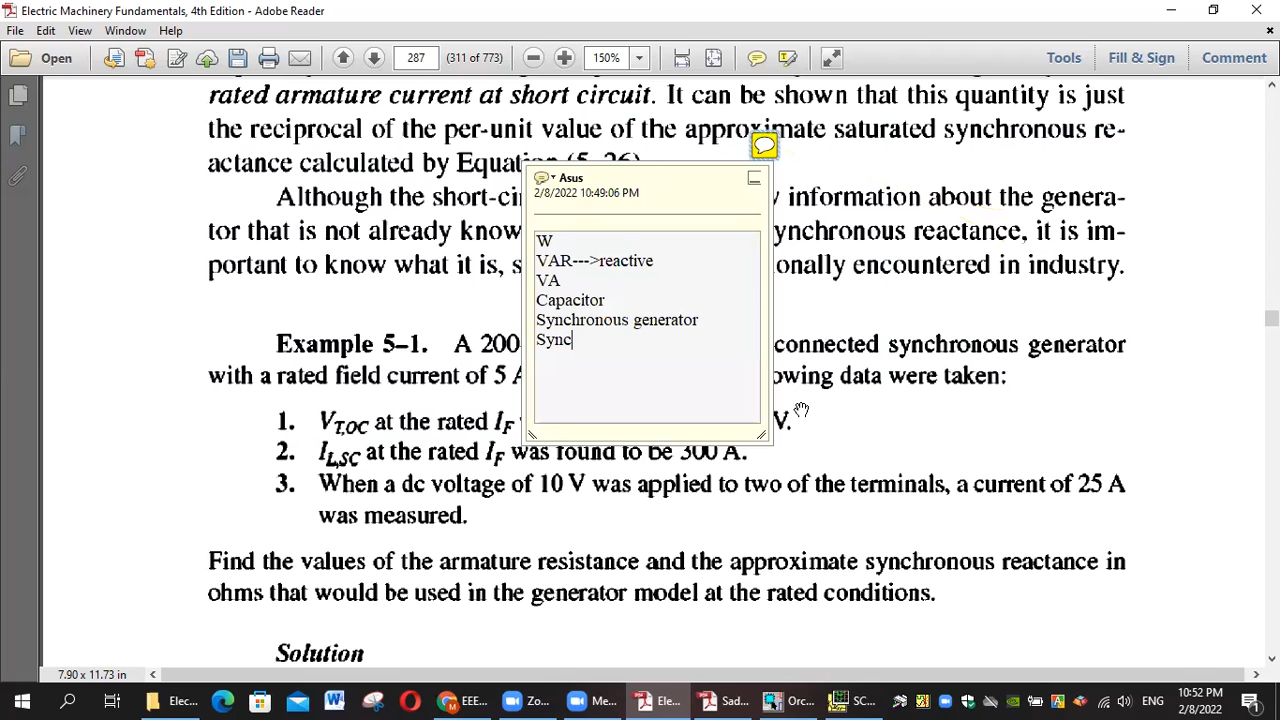 Electric Machinery Fundamentals, 4th Edition - Adobe Reader
File Edit View Window Help
Open 287 (311 of 773) 150% Tools Fill & Sign Comment
rated armature current at short circuit. It can be shown that this quantity is just
the reciprocal of the per-unit value of the approximate saturated synchronous re-
actance calculated by Equation (5-26).
Although the short-ci information about the genera-
tor that is not already know ynchronous reactance, it is im-
portant to know what it is, s onally encountered in industry.
Asus
2/8/2022 10:49:06 PM
W
VAR--->reactive
VA
Capacitor
Synchronous generator
Sync
Example 5–1. A 200 connected synchronous generator
with a rated field current of 5 A owing data were taken:
1. VT,OC at the rated IF V.
2. IL,SC at the rated IF was found to be 300 A.
3. When a dc voltage of 10 V was applied to two of the terminals, a current of 25 A
was measured.
Find the values of the armature resistance and the approximate synchronous reactance in
ohms that would be used in the generator model at the rated conditions.
Solution
7.90 x 11.73 in
Elec... EEE... Zo... Me... Ele... Sad... Orc... SC... ENG 10:52 PM
2/8/2022